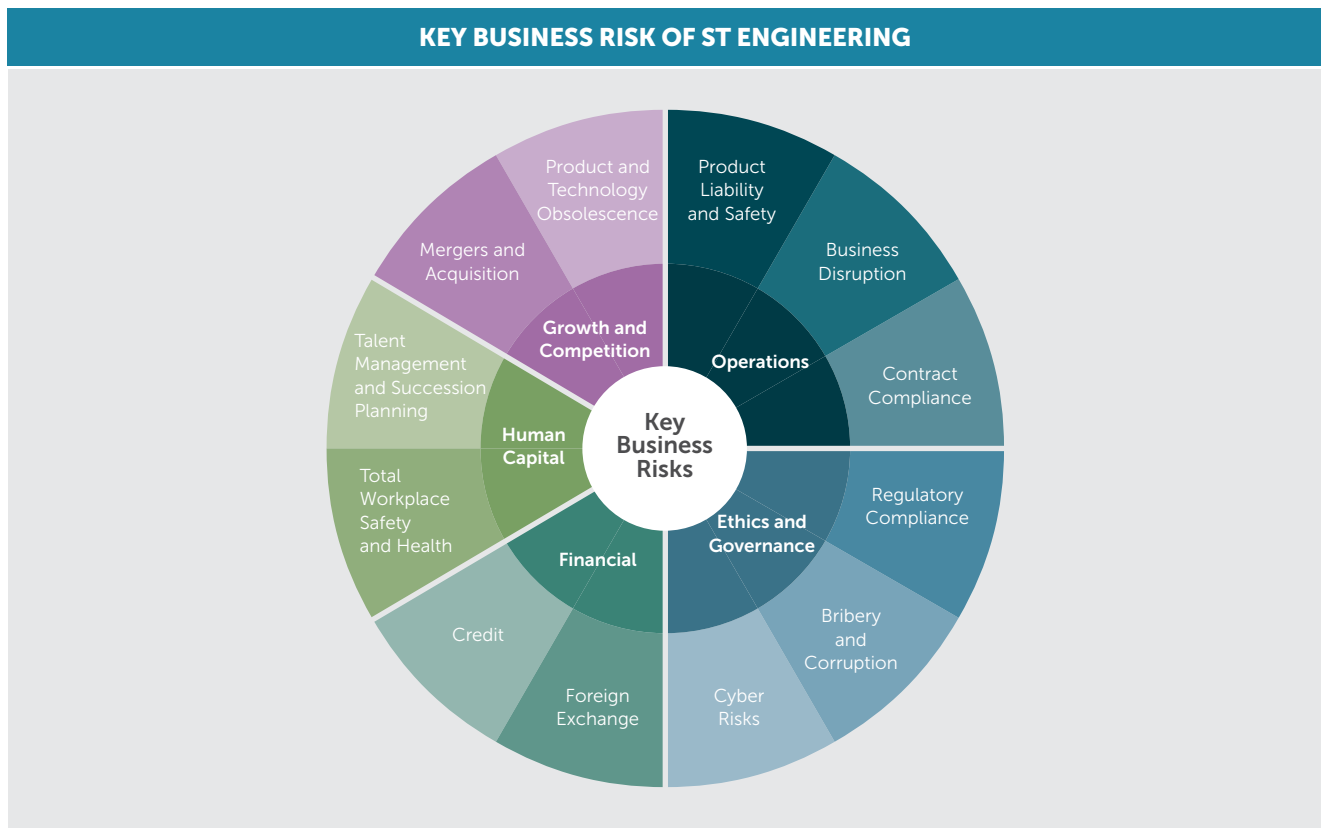 KEY BUSINESS RISK OF ST ENGINEERING
Product and
Technology
Obsolescence
Product
Liability
and Safety
Mergers and
Acquisition
Business
Disruption
Growth and
Competition
Operations
Talent
Management
and Succession
Planning
Contract
Compliance
Human
Capital
Key
Business
Risks
Total
Workplace
Safety
and Health
Regulatory
Compliance
Financial
Ethics and
Governance
Credit
Bribery
and
Corruption
Foreign
Exchange
Cyber
Risks